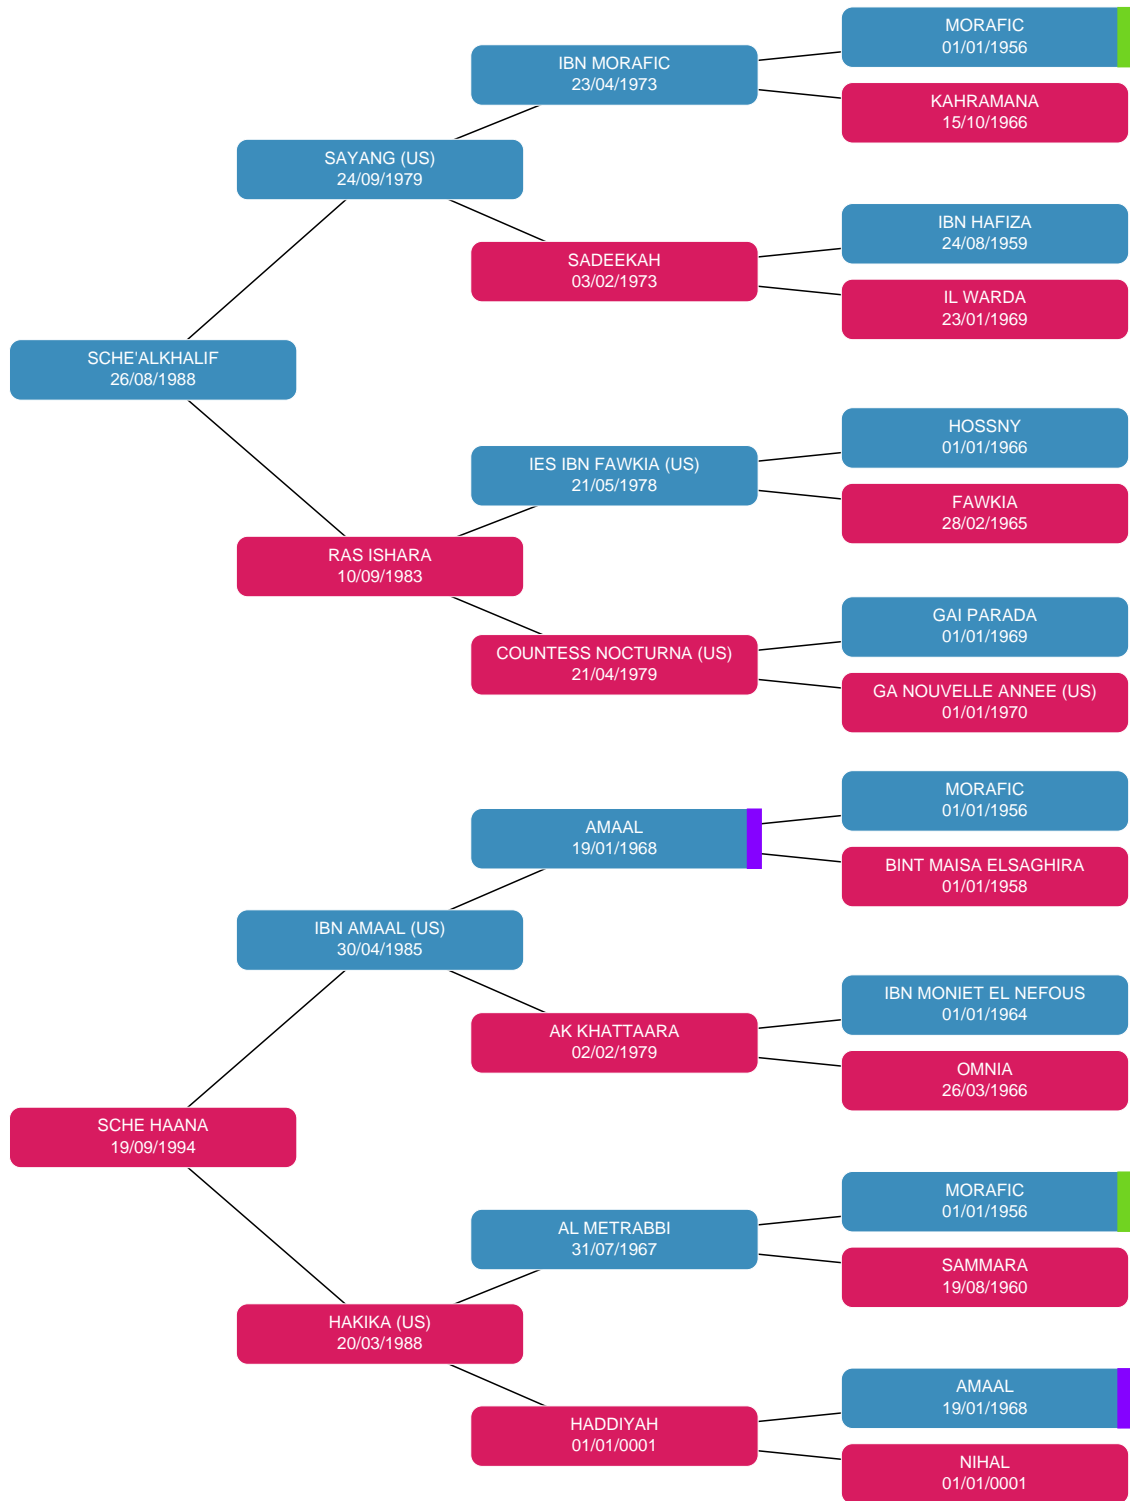 MORAFIC
01/01/1956
IBN MORAFIC
23/04/1973
KAHRAMANA
15/10/1966
SAYANG (US)
24/09/1979
IBN HAFIZA
24/08/1959
SADEEKAH
03/02/1973
IL WARDA
23/01/1969
SCHE'ALKHALIF
26/08/1988
HOSSNY
01/01/1966
IES IBN FAWKIA (US)
21/05/1978
FAWKIA
28/02/1965
RAS ISHARA
10/09/1983
GAI PARADA
01/01/1969
COUNTESS NOCTURNA (US)
21/04/1979
GA NOUVELLE ANNEE (US)
01/01/1970
MORAFIC
01/01/1956
AMAAL
19/01/1968
BINT MAISA ELSAGHIRA
01/01/1958
IBN AMAAL (US)
30/04/1985
IBN MONIET EL NEFOUS
01/01/1964
AK KHATTAARA
02/02/1979
OMNIA
26/03/1966
SCHE HAANA
19/09/1994
MORAFIC
01/01/1956
AL METRABBI
31/07/1967
SAMMARA
19/08/1960
HAKIKA (US)
20/03/1988
AMAAL
19/01/1968
HADDIYAH
01/01/0001
NIHAL
01/01/0001